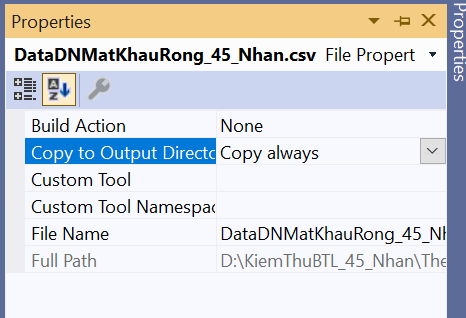 Properties
DataDNMatKhauRong_45_Nhan.csv File Propert
Build Action None
Copy to Output Directo Copy always
Custom Tool
Custom Tool Namespac
File Name DataDNMatKhauRong_45_Nh
Full Path D:\KiemThuBTL_45_Nhan\The
Properties